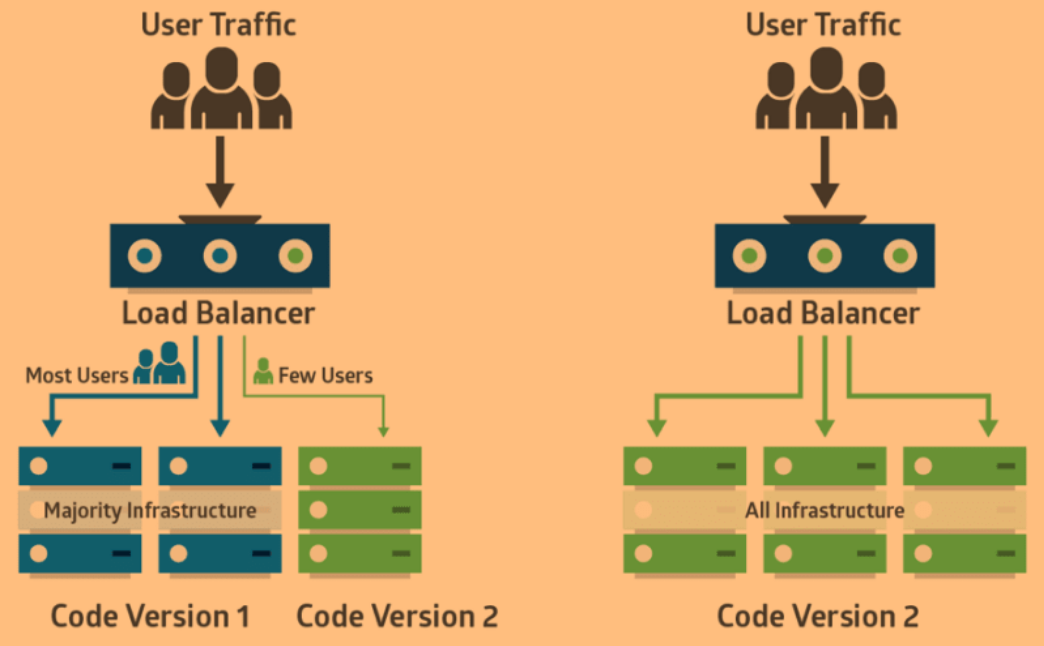 User Traffic
Load Balancer
Most Users
Few Users
Majority Infrastructure
Code Version 1
Code Version 2
User Traffic
Load Balancer
All Infrastructure
Code Version 2